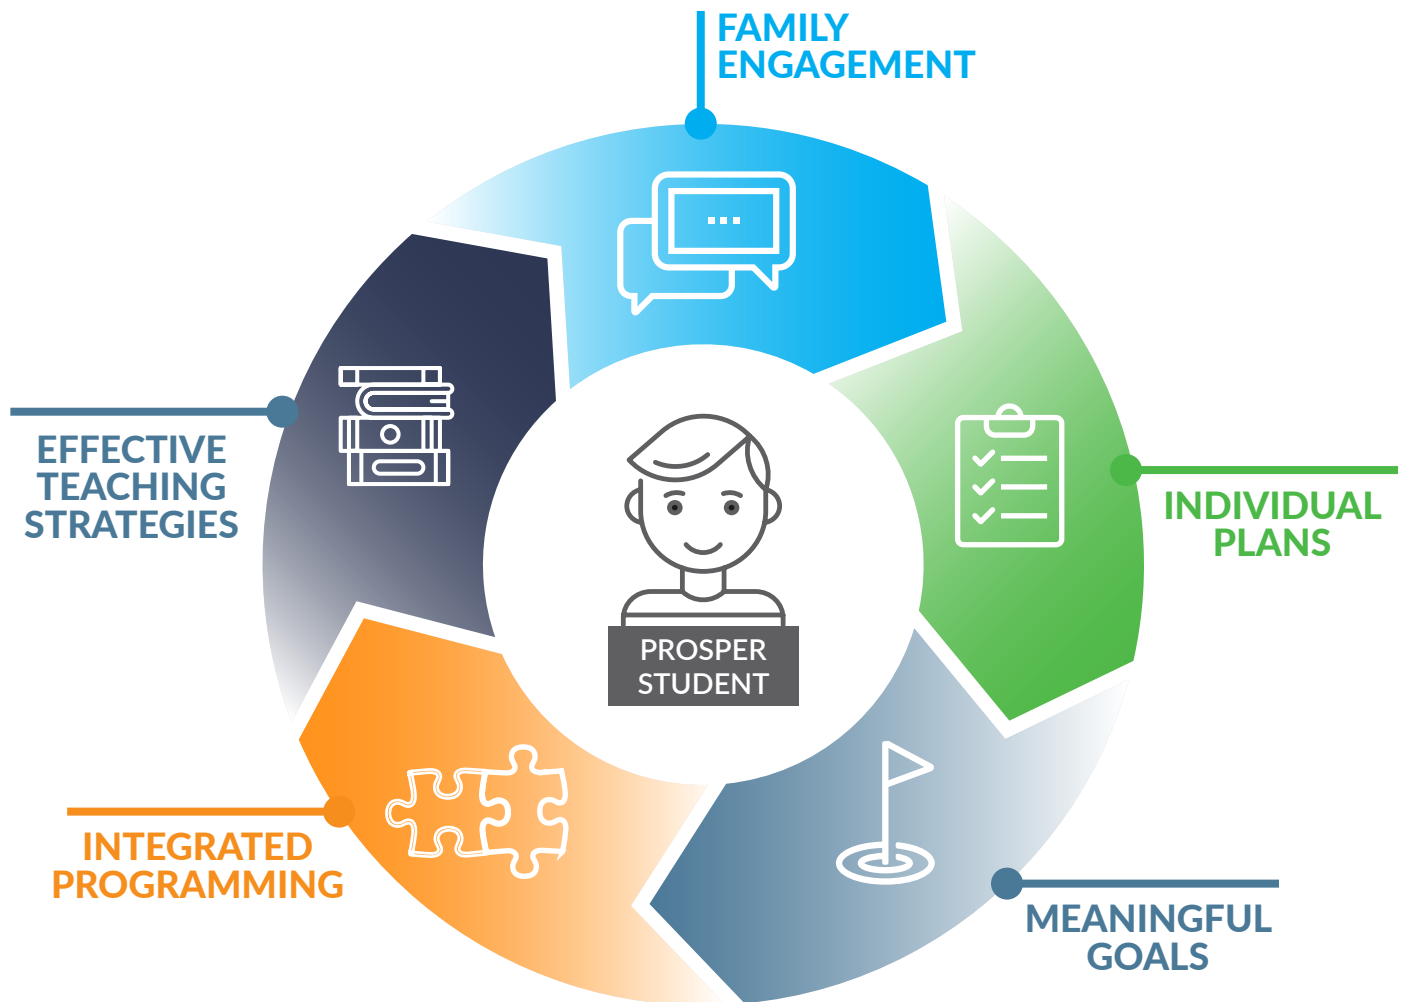 FAMILY
ENGAGEMENT
INDIVIDUAL
PLANS
MEANINGFUL
GOALS
INTEGRATED
PROGRAMMING
EFFECTIVE
TEACHING
STRATEGIES
PROSPER
STUDENT